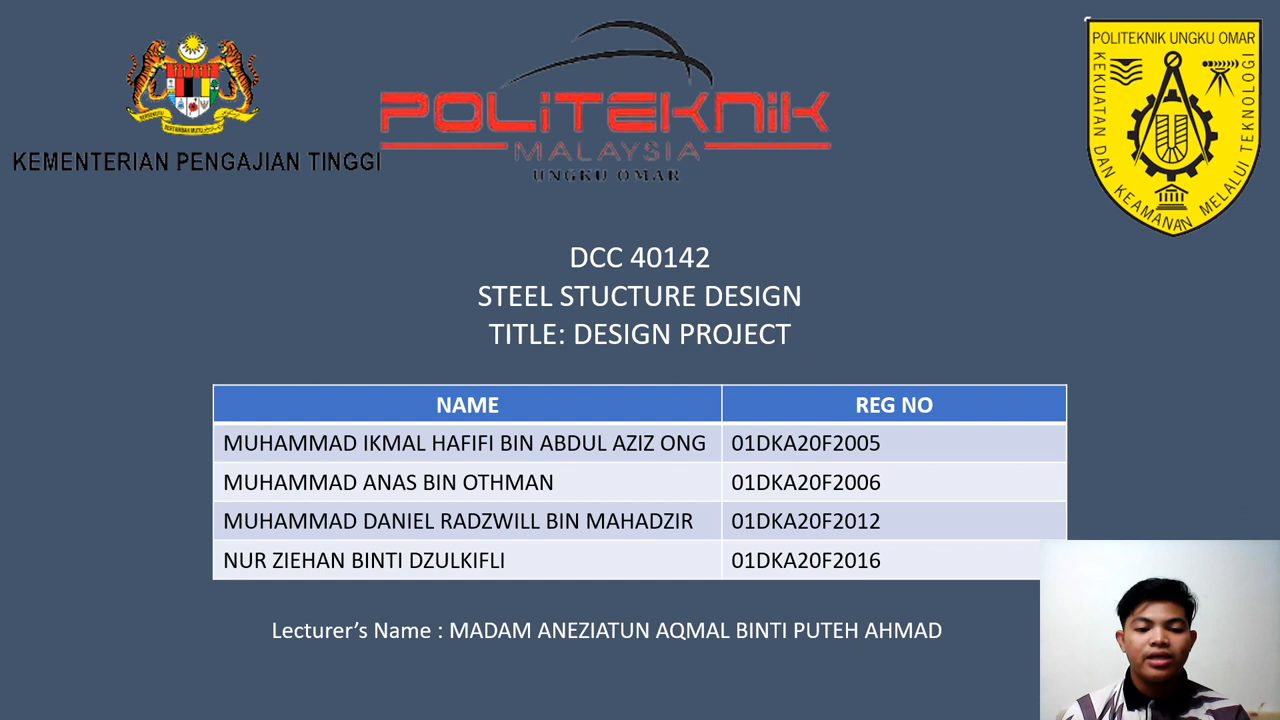 KEMENTERIAN PENGAJIAN TINGGI
POLITEKNIK
MALAYSIA
UNGKU OMAR
POLITEKNIK UNGKU OMAR
KEKUATAN DAN KEAMANAN MELALUI TEKNOLOGI
DCC 40142
STEEL STUCTURE DESIGN
TITLE: DESIGN PROJECT
NAME REG NO
MUHAMMAD IKMAL HAFIFI BIN ABDUL AZIZ ONG 01DKA20F2005
MUHAMMAD ANAS BIN OTHMAN 01DKA20F2006
MUHAMMAD DANIEL RADZWILL BIN MAHADZIR 01DKA20F2012
NUR ZIEHAN BINTI DZULKIFLI 01DKA20F2016
Lecturer’s Name : MADAM ANEZIATUN AQMAL BINTI PUTEH AHMAD